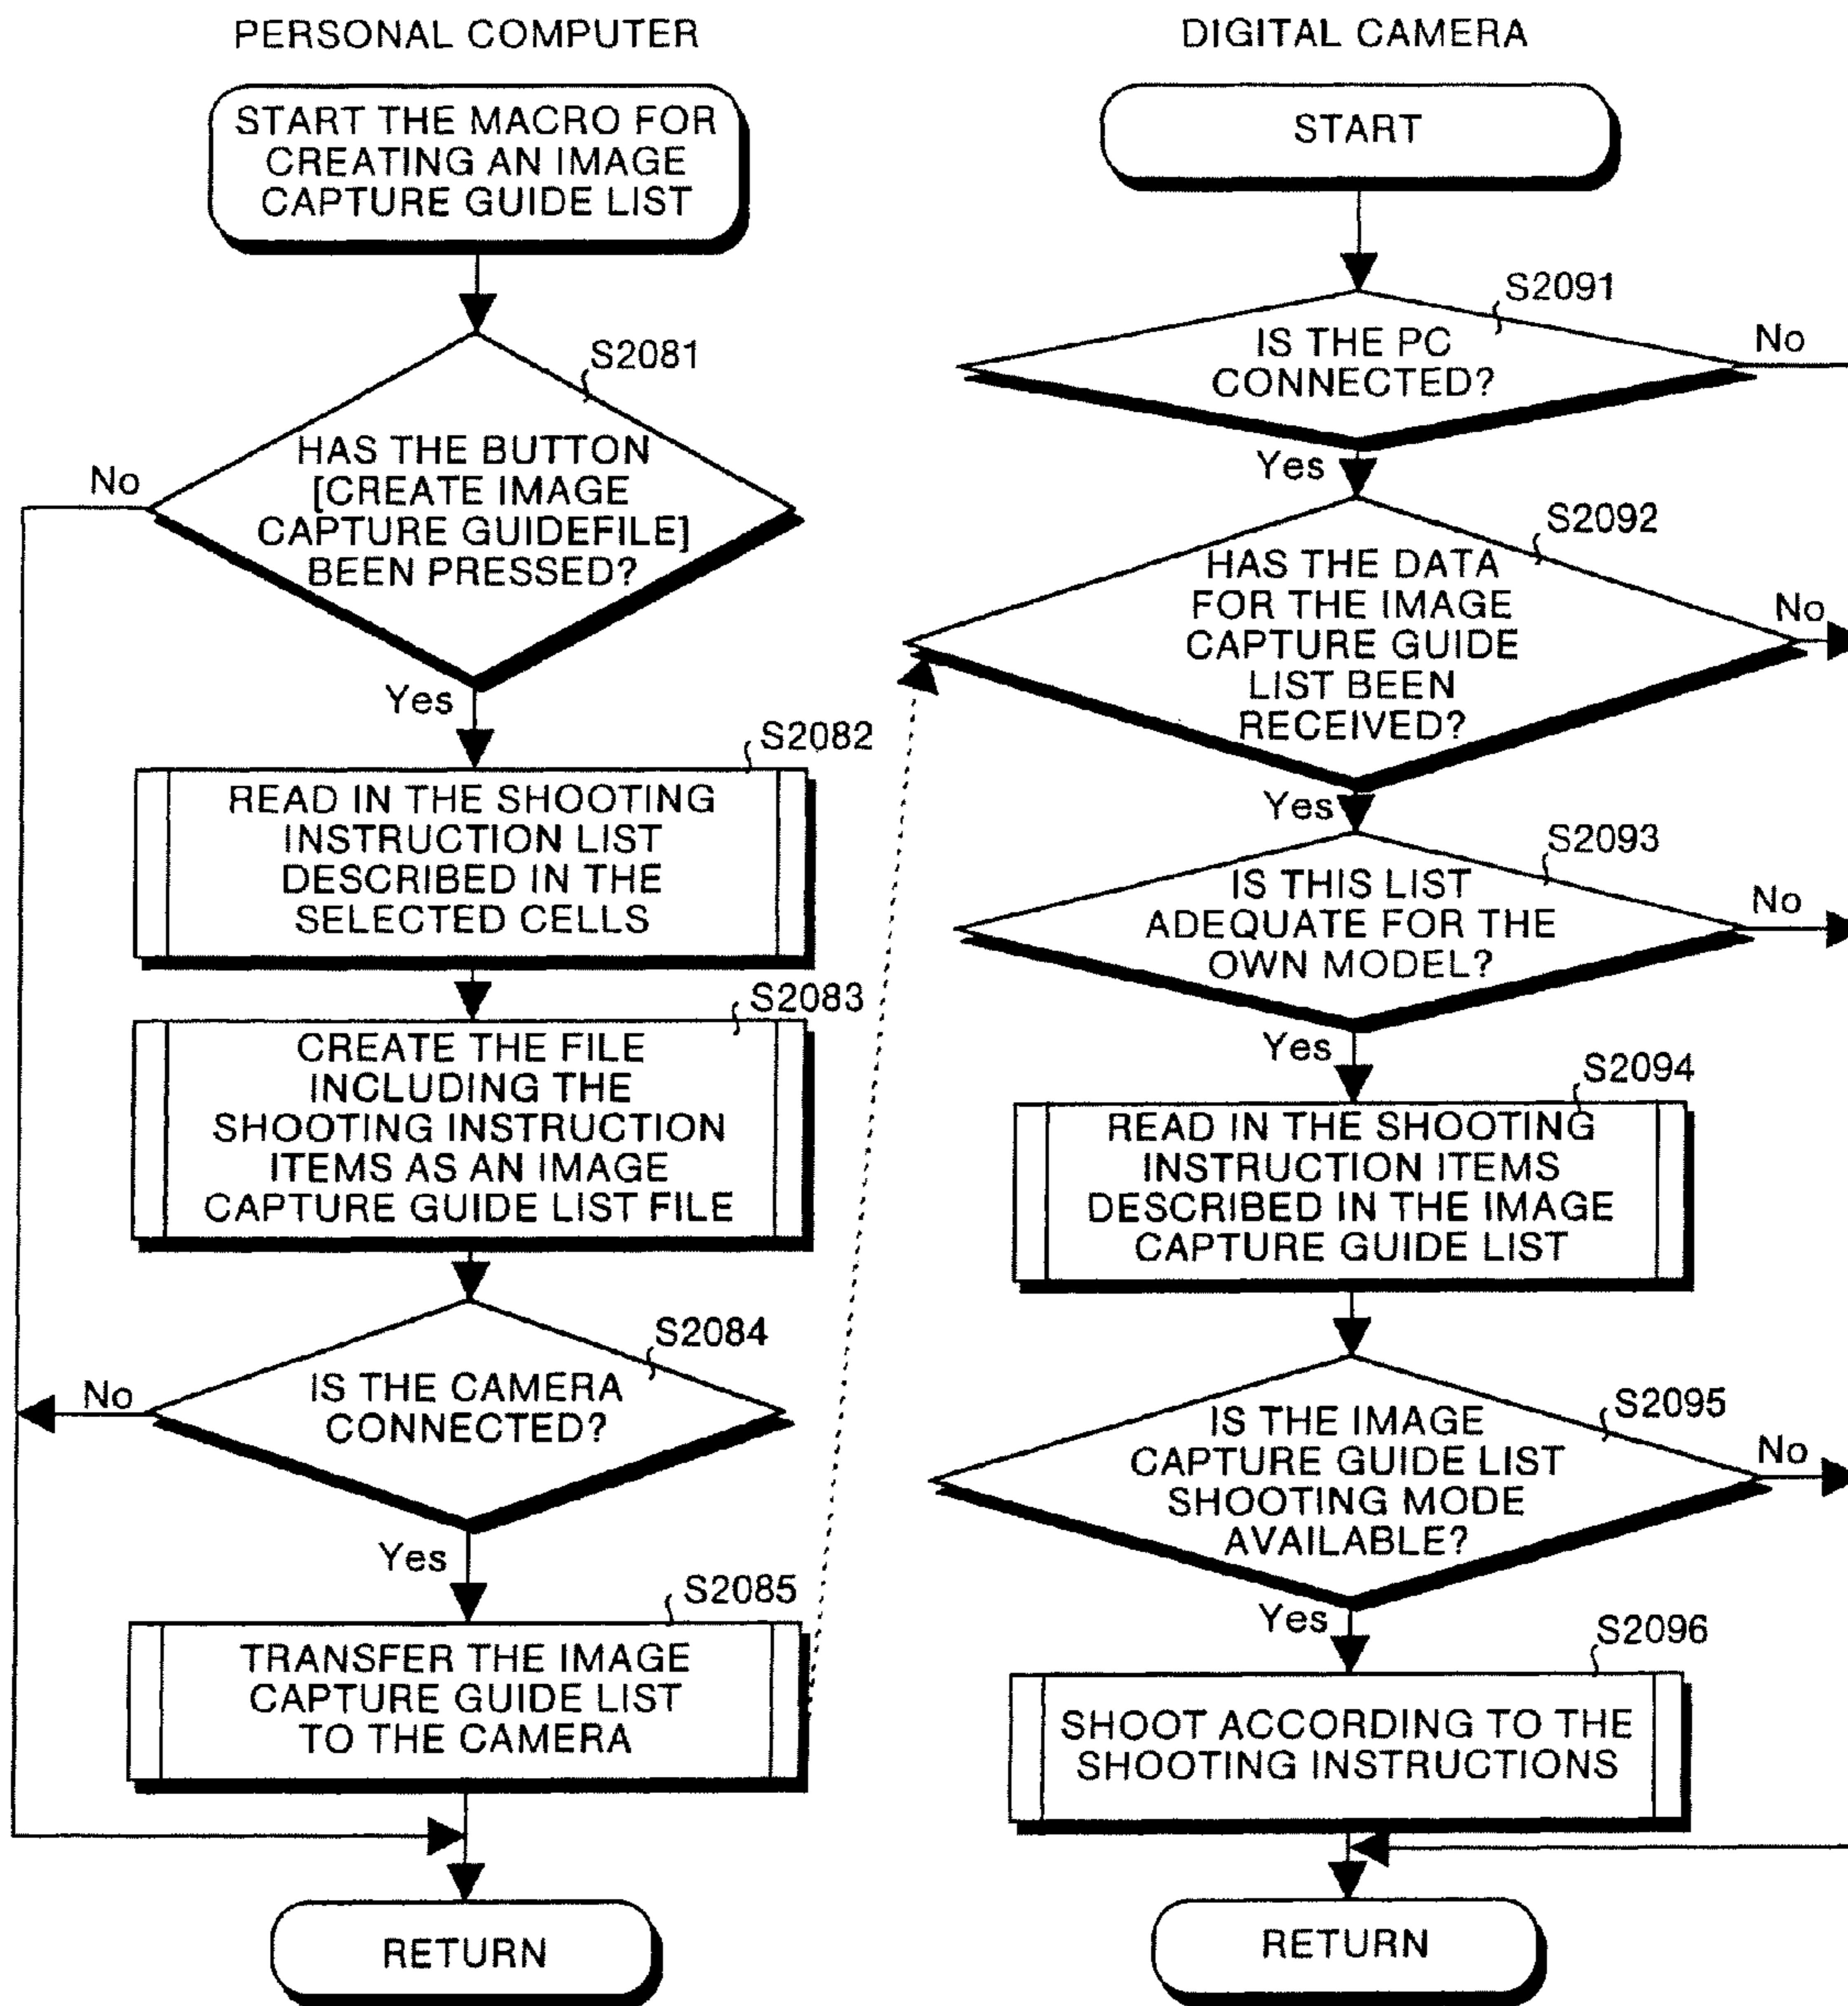 PERSONAL COMPUTER
START THE MACRO FOR
CREATING AN IMAGE
CAPTURE GUIDE LIST
S2081
HAS THE BUTTON
[CREATE IMAGE
CAPTURE GUIDEFILE]
BEEN PRESSED?
No
Yes
S2082
READ IN THE SHOOTING
INSTRUCTION LIST
DESCRIBED IN THE
SELECTED CELLS
S2083
CREATE THE FILE
INCLUDING THE
SHOOTING INSTRUCTION
ITEMS AS AN IMAGE
CAPTURE GUIDE LIST FILE
S2084
IS THE CAMERA
CONNECTED?
No
Yes
S2085
TRANSFER THE IMAGE
CAPTURE GUIDE LIST
TO THE CAMERA
RETURN
DIGITAL CAMERA
START
S2091
IS THE PC
CONNECTED?
No
Yes
S2092
HAS THE DATA
FOR THE IMAGE
CAPTURE GUIDE
LIST BEEN
RECEIVED?
No
Yes
S2093
IS THIS LIST
ADEQUATE FOR THE
OWN MODEL?
No
Yes
S2094
READ IN THE SHOOTING
INSTRUCTION ITEMS
DESCRIBED IN THE IMAGE
CAPTURE GUIDE LIST
S2095
IS THE IMAGE
CAPTURE GUIDE LIST
SHOOTING MODE
AVAILABLE?
No
Yes
S2096
SHOOT ACCORDING TO THE
SHOOTING INSTRUCTIONS
RETURN